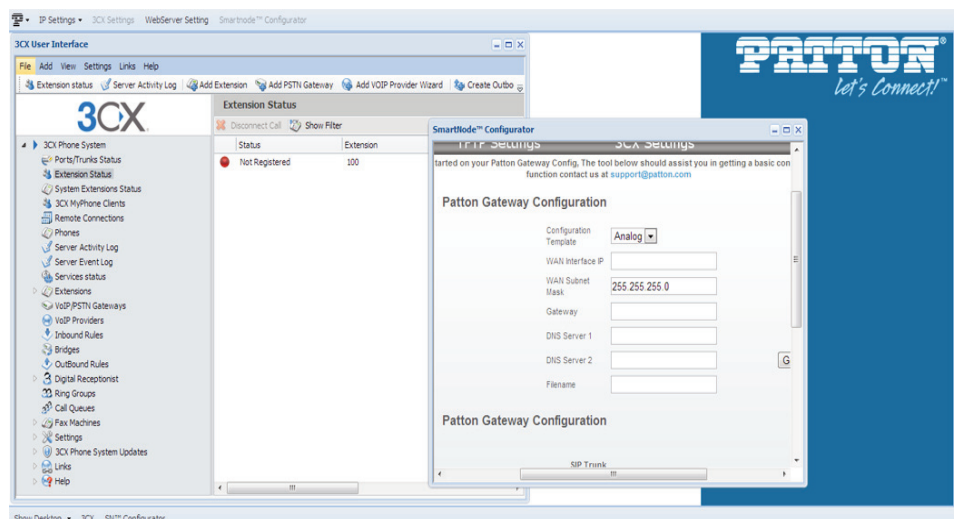 IP Settings 3CX Settings WebServer Setting Smartnode™ Configurator
PATTON®
Let's Connect!™
3CX User Interface
File Add View Settings Links Help
Extension status Server Activity Log Add Extension Add PSTN Gateway Add VOIP Provider Wizard Create Outbo
3CX
3CX Phone System
Ports/Trunks Status
Extension Status
System Extensions Status
3CX MyPhone Clients
Remote Connections
Phones
Server Activity Log
Server Event Log
Services status
Extensions
VoIP/PSTN Gateways
VoIP Providers
Inbound Rules
Bridges
OutBound Rules
Digital Receptionist
Ring Groups
Call Queues
Fax Machines
Settings
3CX Phone System Updates
Links
Help
Extension Status
Disconnect Call Show Filter
Status Extension
Not Registered 100
SmartNode™ Configurator
TFTP Settings 3CX Settings
tarted on your Patton Gateway Config, The tool below should assist you in getting a basic con
function contact us at support@patton.com
Patton Gateway Configuration
Configuration
Template
Analog
WAN Interface IP
WAN Subnet
Mask
255.255.255.0
Gateway
DNS Server 1
DNS Server 2
G
Filename
Patton Gateway Configuration
SIP Trunk
Show Desktop 3CX SN™ Configurator